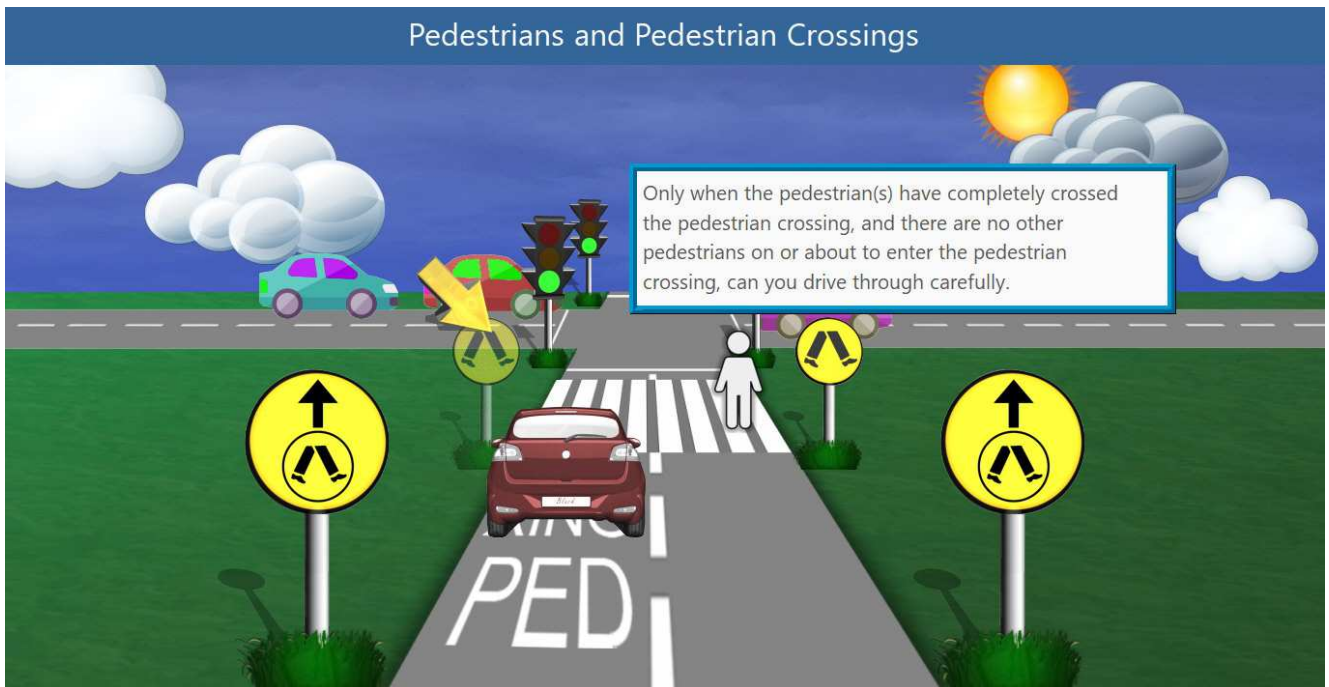 Pedestrians and Pedestrian Crossings
Only when the pedestrian(s) have completely crossed
the pedestrian crossing, and there are no other
pedestrians on or about to enter the pedestrian
crossing, can you drive through carefully.
PED